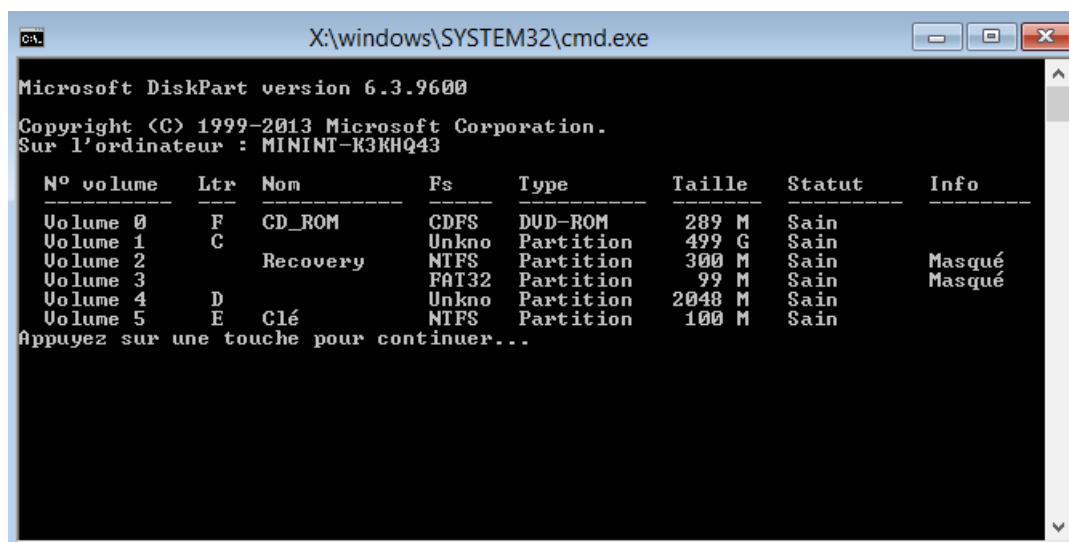 X:\windows\SYSTEM32\cmd.exe
Microsoft DiskPart version 6.3.9600
Copyright (C) 1999-2013 Microsoft Corporation.
Sur l'ordinateur : MININT-K3KHQ43
Nº volume Ltr Nom Fs Type Taille Statut Info
---------- --- ----------- ----- ---------- ------- --------- --------
Volume 0 F CD_ROM CDFS DVD-ROM 289 M Sain
Volume 1 C Unkno Partition 499 G Sain
Volume 2 Recovery NTFS Partition 300 M Sain Masqué
Volume 3 FAT32 Partition 99 M Sain Masqué
Volume 4 D Unkno Partition 2048 M Sain
Volume 5 E Clé NTFS Partition 100 M Sain
Appuyez sur une touche pour continuer...